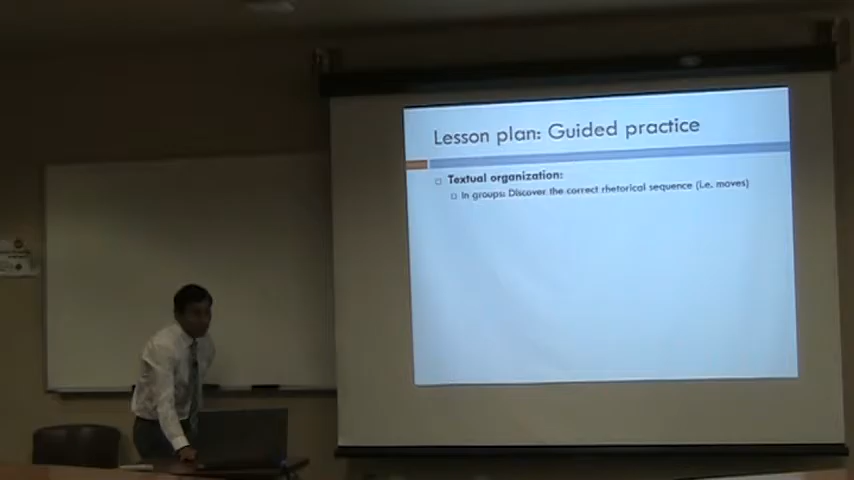 Lesson plan: Guided practice
Textual organization:
In groups: Discover the correct rhetorical sequence (i.e. moves)